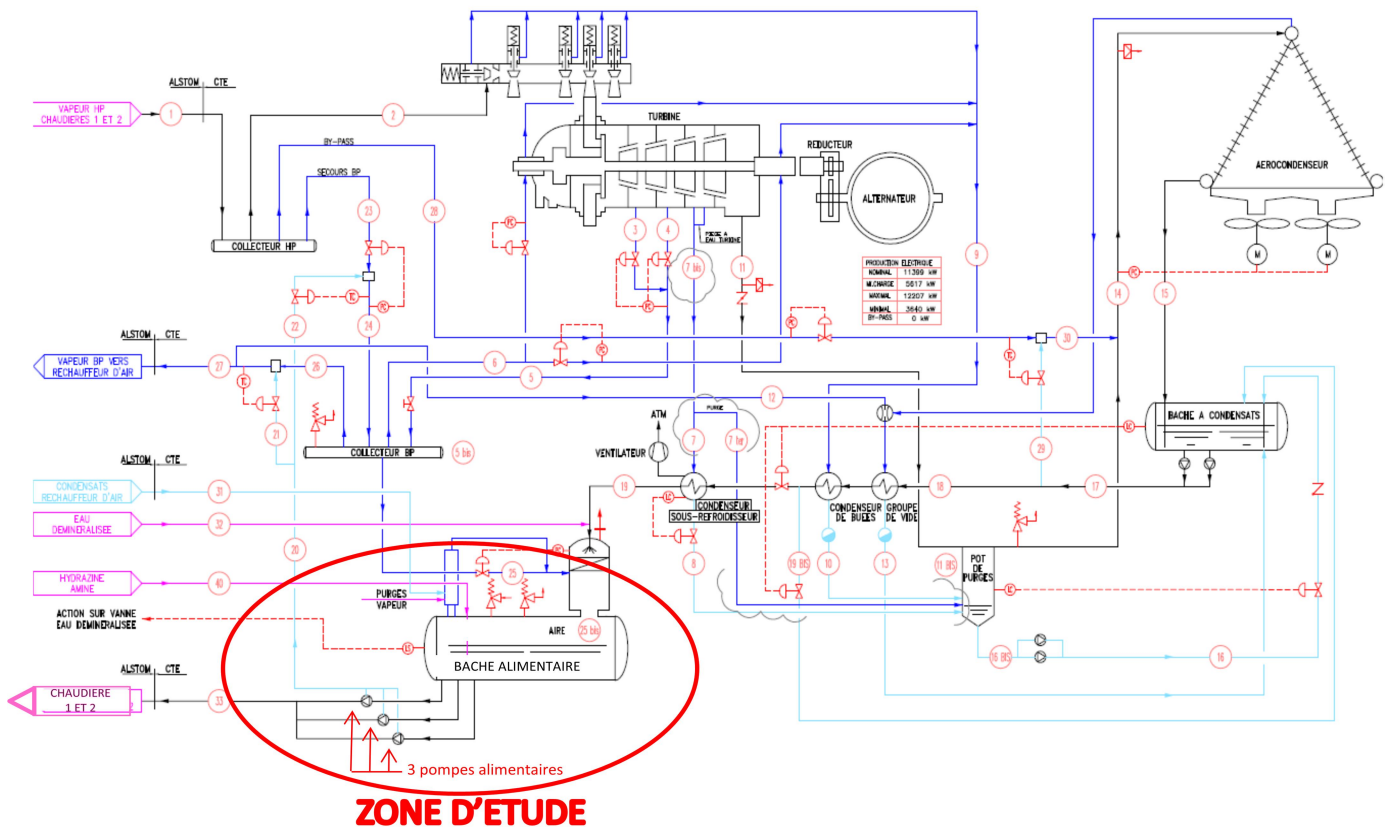 ALSTOM CTE
VAPEUR HP
CHAUDIERES 1 ET 2
1
2
BY-PASS
SECOURS BP
23
28
COLLECTEUR HP
TURBINE
REDUCTEUR
ALTERNATEUR
AEROCONDENSEUR
M
M
3
4
7 bis
PURGE A
EAU TURBINE
11
9
14
15
PRODUCTION ELECTRIQUE
NOMINAL 11399 kW
MI.CHARGE 5617 kW
MAXIMAL 12207 kW
MINIMAL 3640 kW
BY-PASS 0 kW
22
24
ALSTOM CTE
VAPEUR BP VERS
RECHAUFFEUR D'AIR
27
26
6
5
30
12
21
29
COLLECTEUR BP
5 bis
ATM
VENTILATEUR
PURGE
7
7 ter
BACHE A CONDENSATS
ALSTOM CTE
CONDENSATS
RECHAUFFEUR D'AIR
31
19
CONDENSEUR
SOUS-REFROIDISSEUR
CONDENSEUR
DE BUEES
GROUPE
DE VIDE
18
17
EAU
DEMINERALISEE
32
20
HYDRAZINE
AMINE
40
PURGES
VAPEUR
25
8
19 BIS
10
13
11 BIS
POT
DE
PURGES
ACTION SUR VANNE
EAU DEMINERALISEE
AIRE
25 bis
BACHE ALIMENTAIRE
16 BIS
16
ALSTOM CTE
CHAUDIERE
1 ET 2
33
3 pompes alimentaires
ZONE D'ETUDE